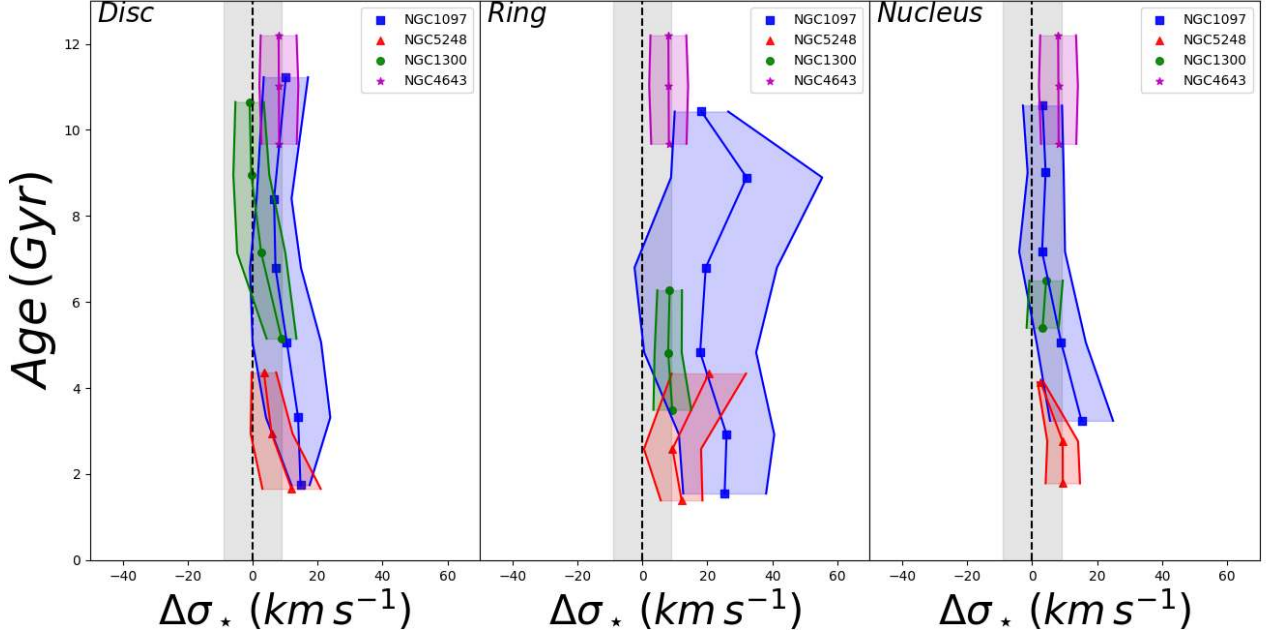 Disc
NGC1097
NGC5248
NGC1300
NGC4643
Ring
NGC1097
NGC5248
NGC1300
NGC4643
Nucleus
NGC1097
NGC5248
NGC1300
NGC4643
Age (Gyr)
12
10
8
6
4
2
0
−40 −20 0 20 40 60
−40 −20 0 20 40 60
−40 −20 0 20 40 60
Δσ⋆ (km s⁻¹)
Δσ⋆ (km s⁻¹)
Δσ⋆ (km s⁻¹)